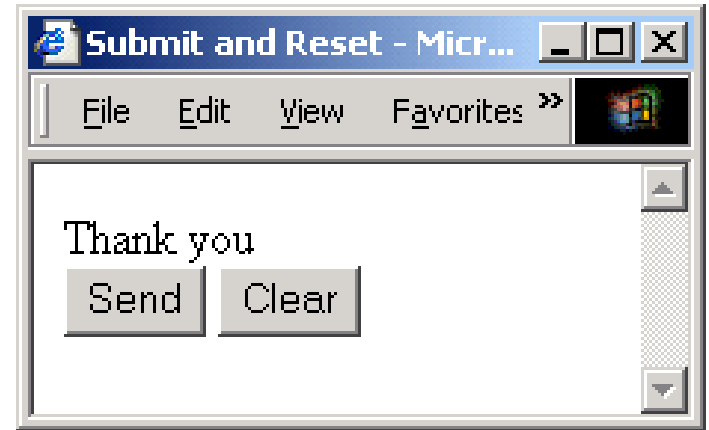 Submit and Reset - Micr...
File Edit View Favorites »
Thank you
Send Clear